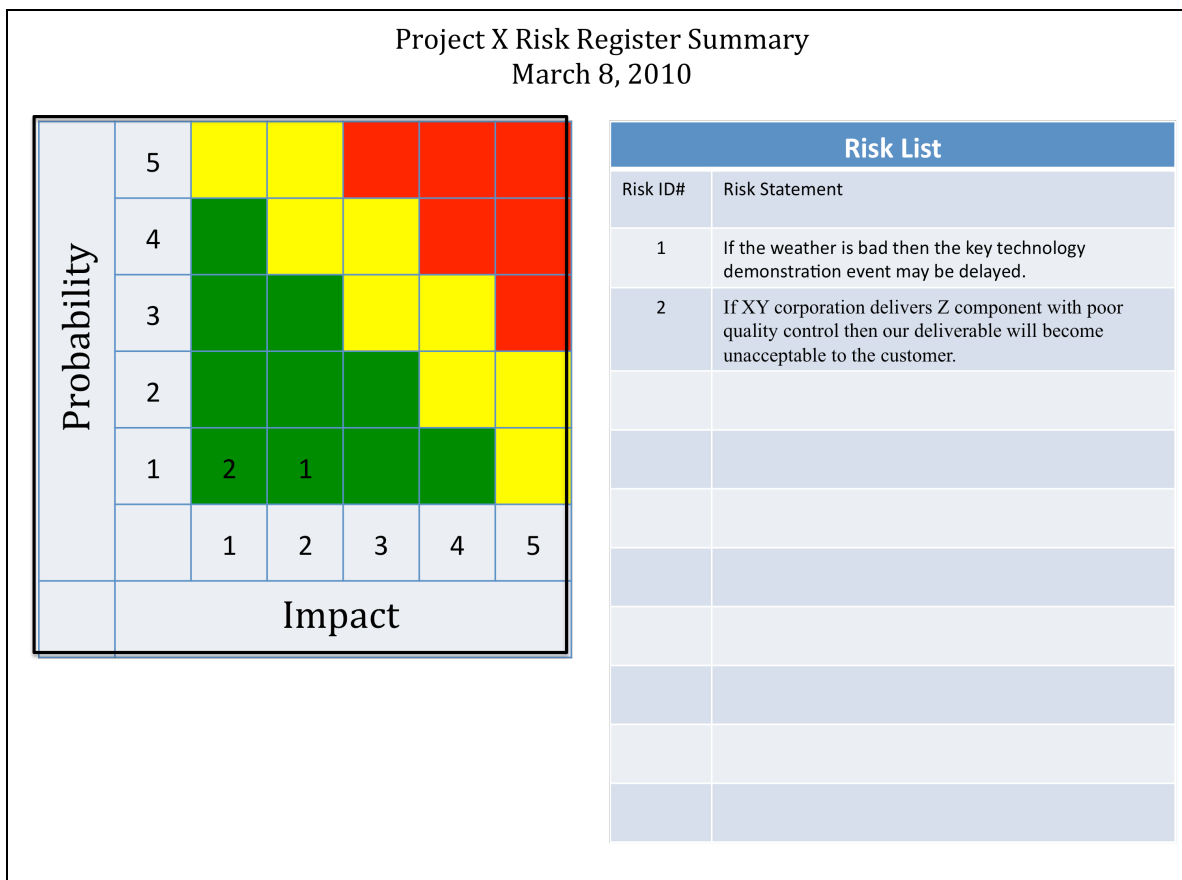 Project X Risk Register Summary
March 8, 2010
Probability
5
4
3
2
1 2 1
1 2 3 4 5
Impact
Risk List
Risk ID# Risk Statement
1 If the weather is bad then the key technology
demonstration event may be delayed.
2 If XY corporation delivers Z component with poor
quality control then our deliverable will become
unacceptable to the customer.